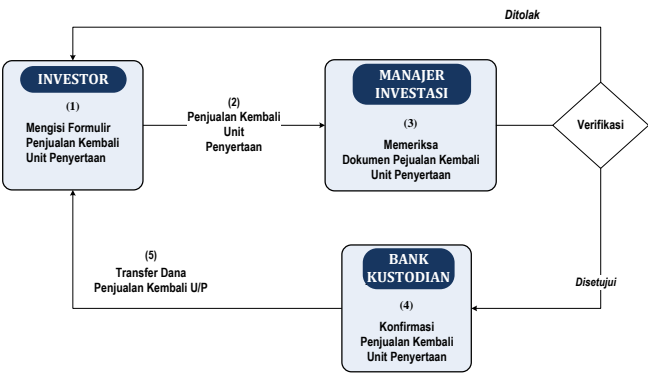 Ditolak
INVESTOR
(1)
Mengisi Formulir
Penjualan Kembali
Unit Penyertaan
(2)
Penjualan Kembali
Unit
Penyertaan
MANAJER
INVESTASI
(3)
Memeriksa
Dokumen Pejualan Kembali
Unit Penyertaan
Verifikasi
Disetujui
BANK
KUSTODIAN
(4)
Konfirmasi
Penjualan Kembali
Unit Penyertaan
(5)
Transfer Dana
Penjualan Kembali U/P